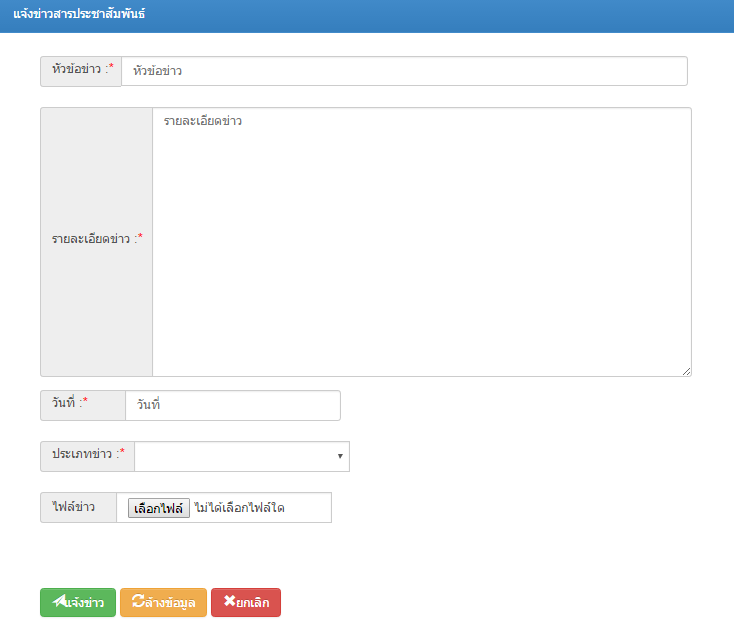 แจ้งข่าวสารประชาสัมพันธ์
หัวข้อข่าว :* หัวข้อข่าว
รายละเอียดข่าว
รายละเอียดข่าว :*
วันที่ :* วันที่
ประเภทข่าว :*
ไฟล์ข่าว เลือกไฟล์ ไม่ได้เลือกไฟล์ใด
แจ้งข่าว ล้างข้อมูล ยกเลิก